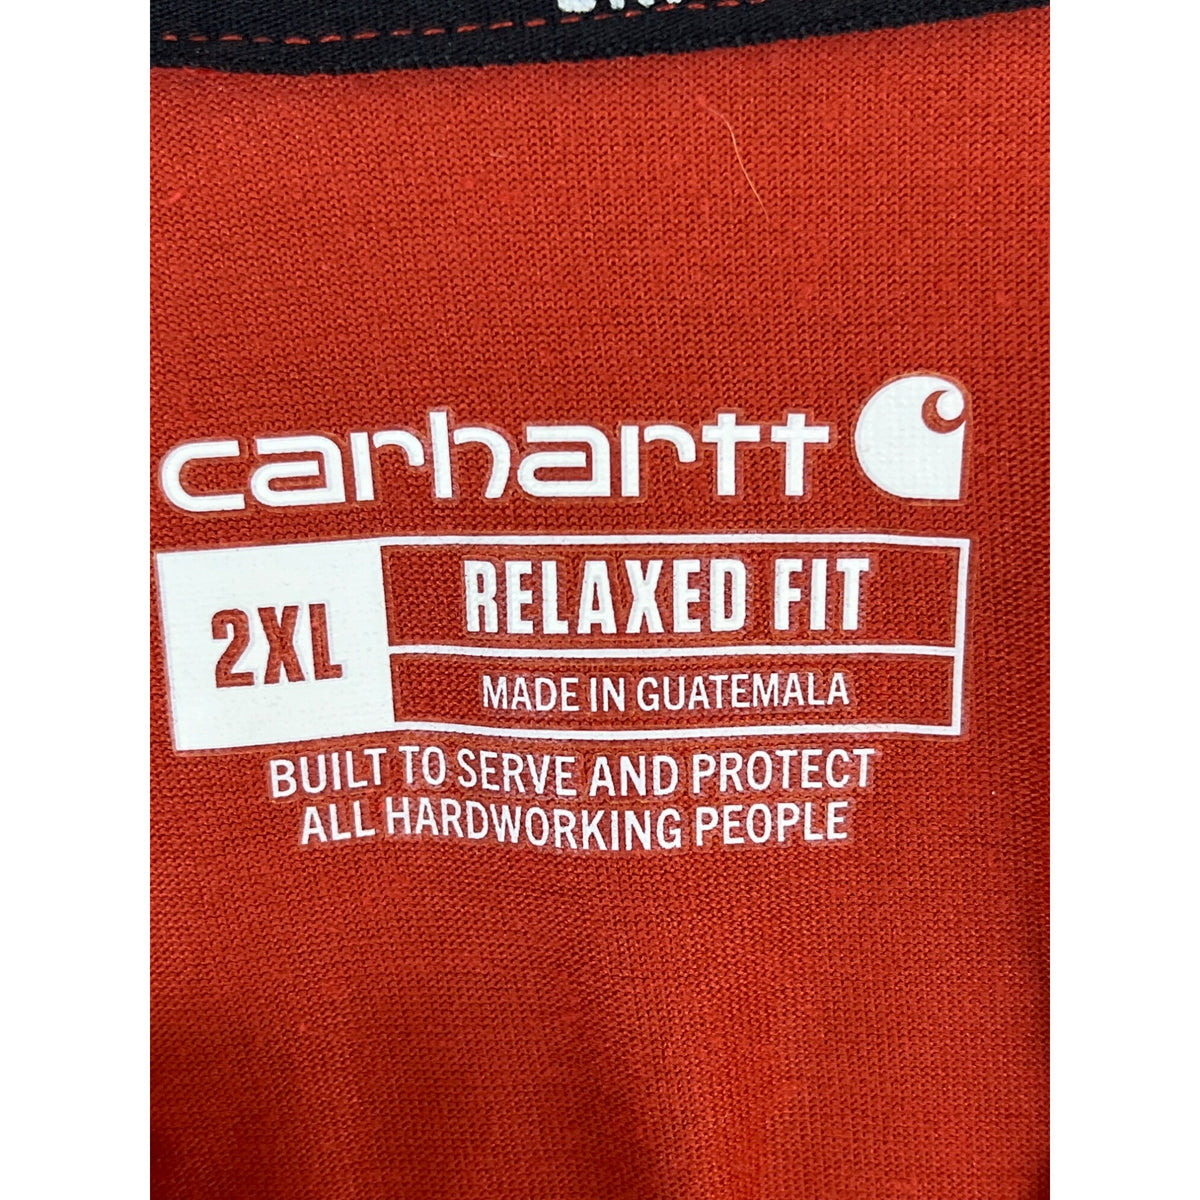 carhartt
2XL
RELAXED FIT
MADE IN GUATEMALA
BUILT TO SERVE AND PROTECT
ALL HARDWORKING PEOPLE